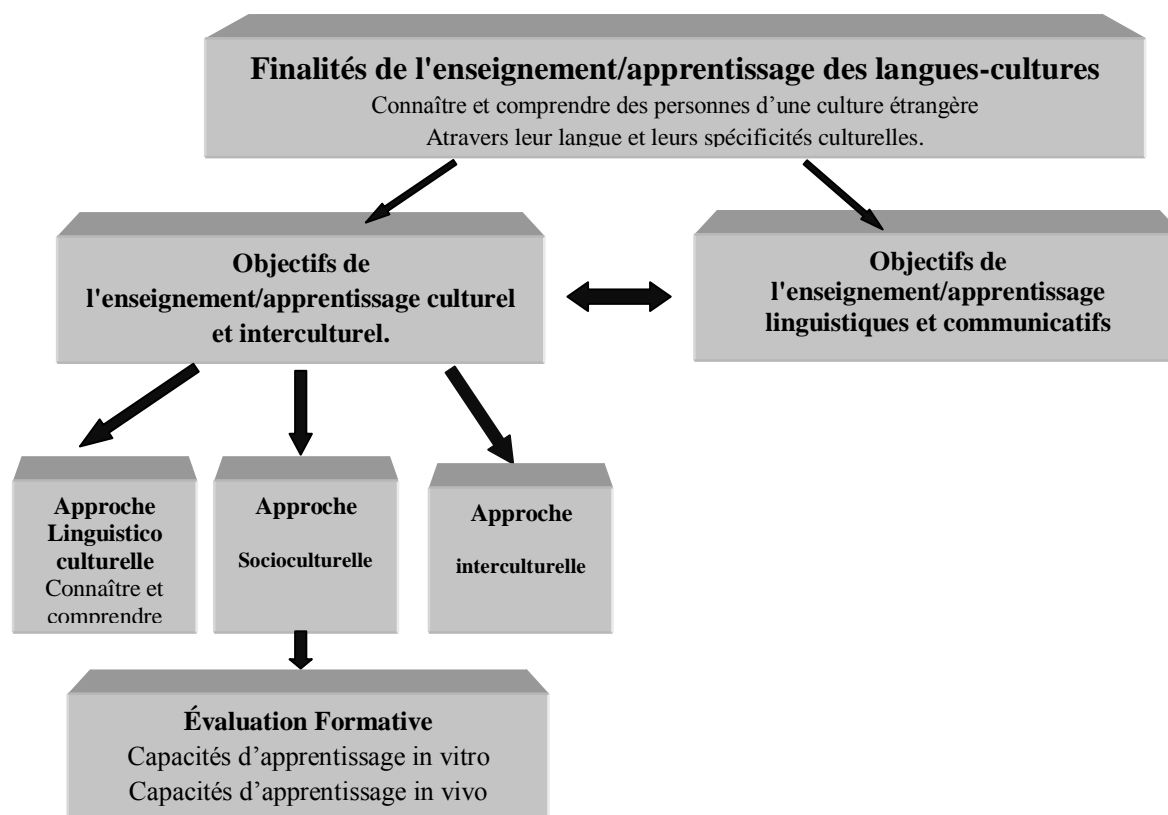 Finalités de l'enseignement/apprentissage des langues-cultures
Connaître et comprendre des personnes d’une culture étrangère
Atravers leur langue et leurs spécificités culturelles.
Objectifs de
l'enseignement/apprentissage culturel
et interculturel.
Objectifs de
l'enseignement/apprentissage
linguistiques et communicatifs
Approche
Linguistico
culturelle
Connaître et
comprendre
Approche
Socioculturelle
Approche
interculturelle
Évaluation Formative
Capacités d’apprentissage in vitro
Capacités d’apprentissage in vivo